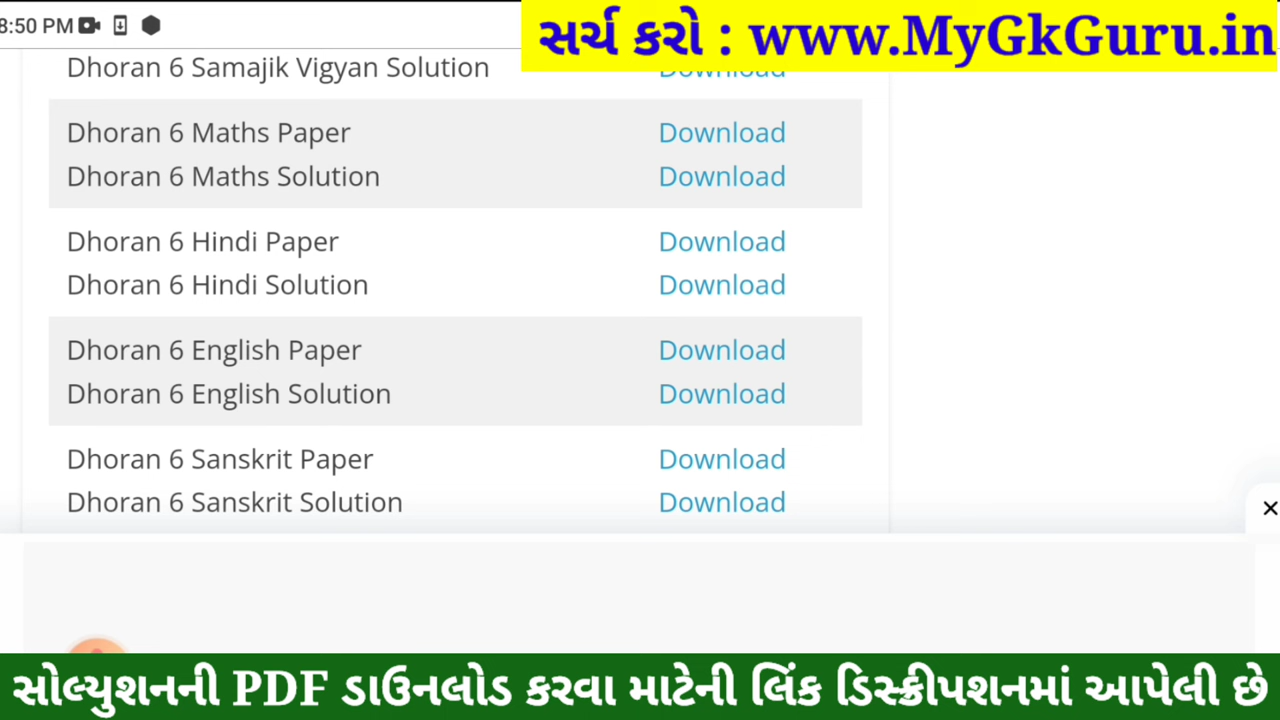 8:50 PM
સર્ચ કરો : www.MyGkGuru.in
Dhoran 6 Samajik Vigyan Solution Download
Dhoran 6 Maths Paper Download
Dhoran 6 Maths Solution Download
Dhoran 6 Hindi Paper Download
Dhoran 6 Hindi Solution Download
Dhoran 6 English Paper Download
Dhoran 6 English Solution Download
Dhoran 6 Sanskrit Paper Download
Dhoran 6 Sanskrit Solution Download
સોલ્યુશનની PDF ડાઉનલોડ કરવા માટેની લિંક ડિસ્ક્રીપશનમાં આપેલી છે